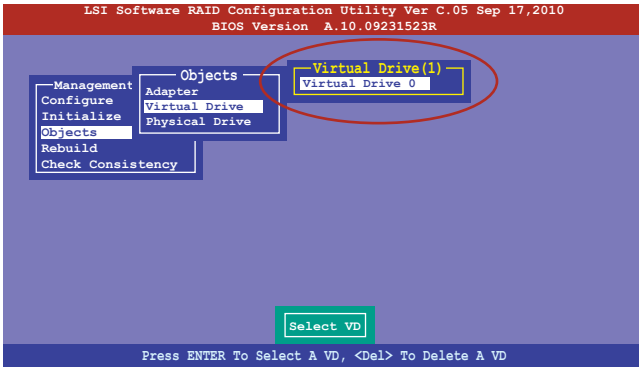 LSI Software RAID Configuration Utility Ver C.05 Sep 17,2010
BIOS Version A.10.09231523R
Management
Configure
Initialize
Objects
Rebuild
Check Consistency
Objects
Adapter
Virtual Drive
Physical Drive
Virtual Drive(1)
Virtual Drive 0
Select VD
Press ENTER To Select A VD, <Del> To Delete A VD